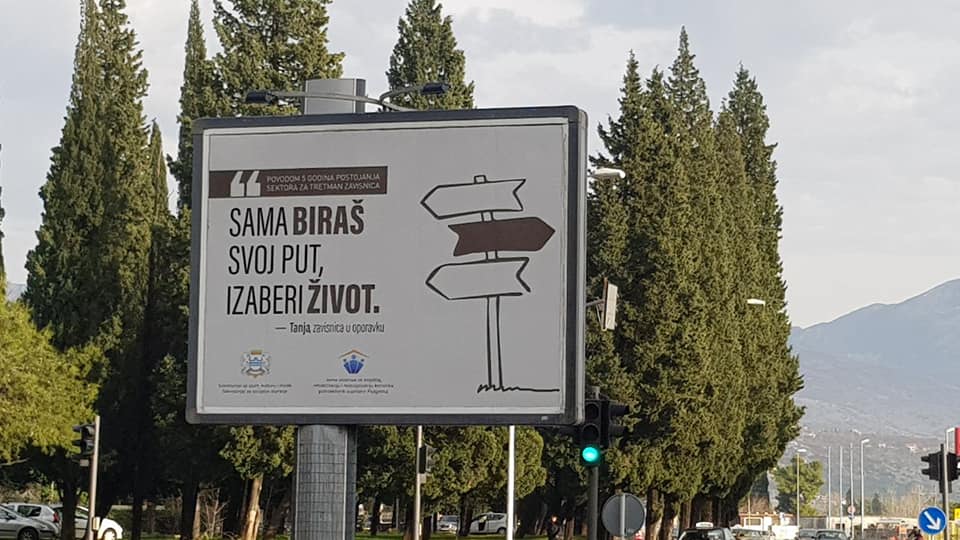 POVODOM 5 GODINA POSTOJANJA
SEKTORA ZA TRETMAN ZAVISNICA
SAMA BIRAŠ
SVOJ PUT,
IZABERI ŽIVOT.
— Tanja, zavisnica u oporavku